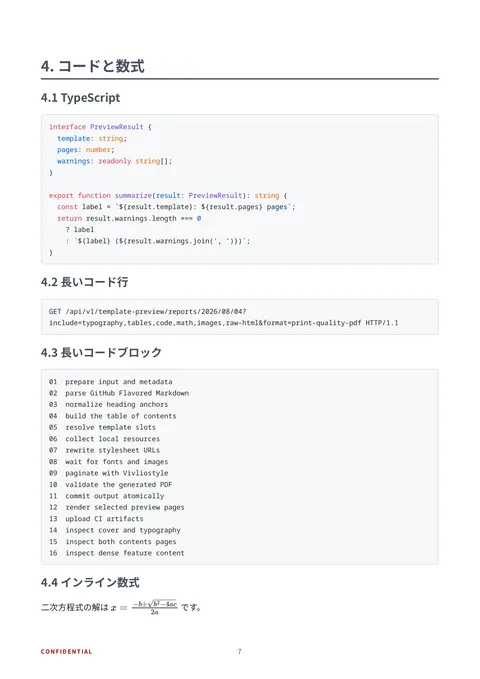 4. コードと数式
4.1 TypeScript
interface PreviewResult {
  template: string;
  pages: number;
  warnings: readonly string[];
}

export function summarize(result: PreviewResult): string {
  const label = `${result.template}: ${result.pages} pages`;
  return result.warnings.length === 0
    ? label
    : `${label} (${result.warnings.join(', ')})`;
}
4.2 長いコード行
GET /api/v1/template-preview/reports/2026/08/04?
include=typography,tables,code,math,images,raw-html&format=print-quality-pdf HTTP/1.1
4.3 長いコードブロック
01  prepare input and metadata
02  parse GitHub Flavored Markdown
03  normalize heading anchors
04  build the table of contents
05  resolve template slots
06  collect local resources
07  rewrite stylesheet URLs
08  wait for fonts and images
09  paginate with Vivliostyle
10  validate the generated PDF
11  commit output atomically
12  render selected preview pages
13  upload CI artifacts
14  inspect cover and typography
15  inspect both contents pages
16  inspect dense feature content
4.4 インライン数式
二次方程式の解は x = −b±√b²−4ac / 2a です。
CONFIDENTIAL 7